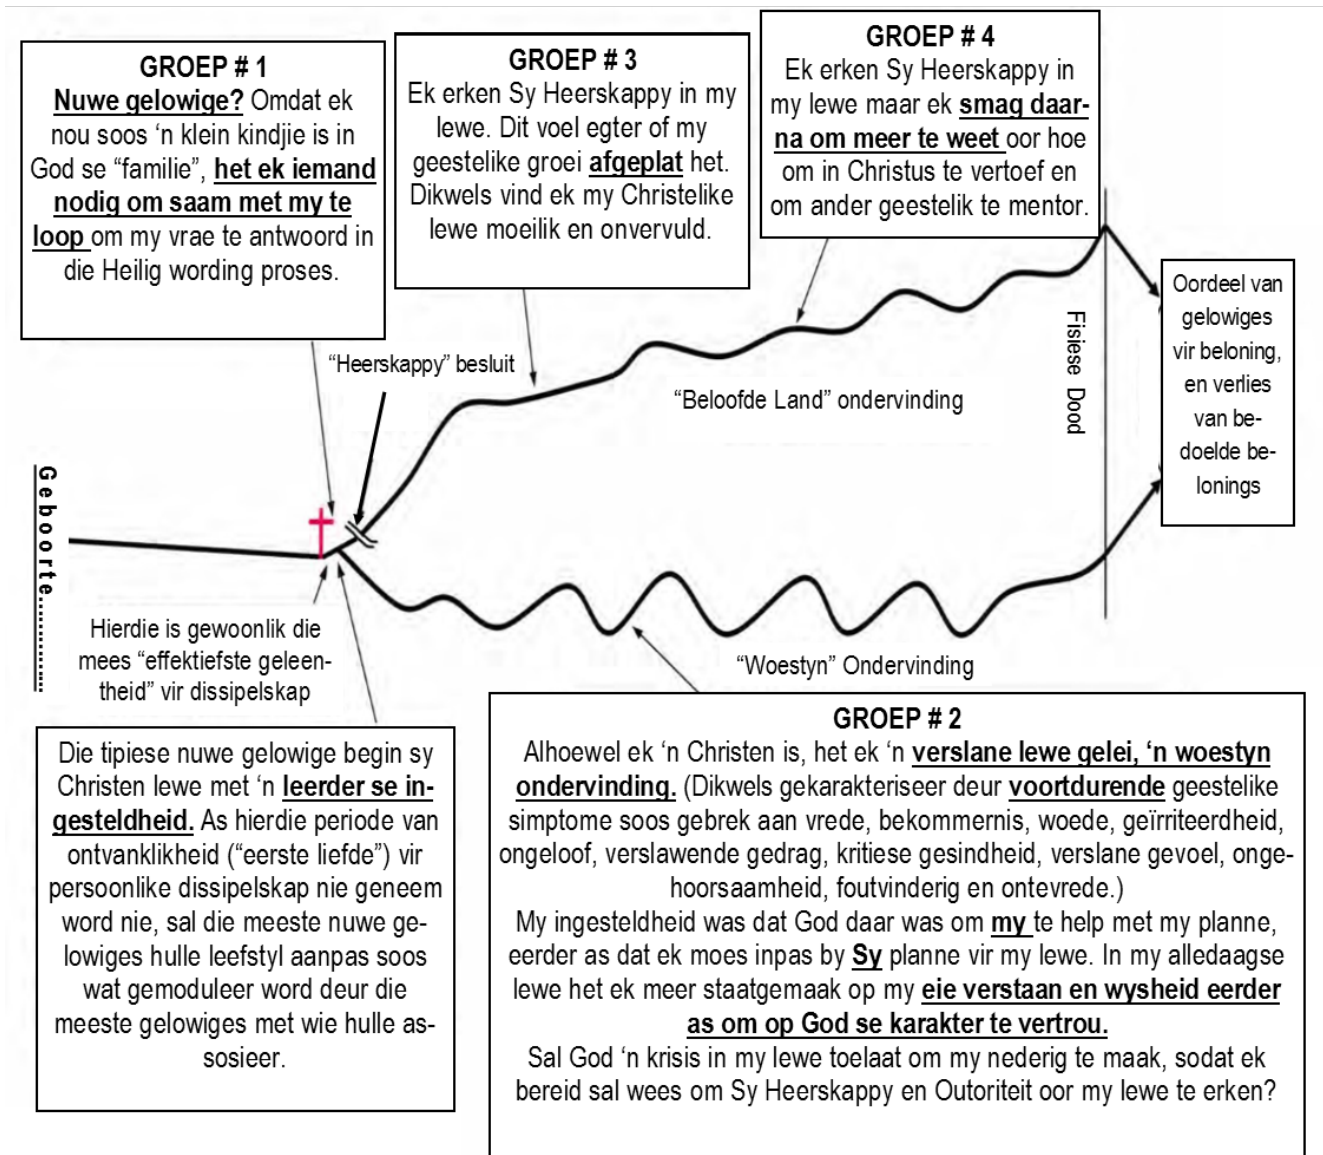 GROEP # 1
Nuwe gelowige? Omdat ek
nou soos ‘n klein kindjie is in
God se “familie”, het ek iemand
nodig om saam met my te
loop om my vrae te antwoord in
die Heilig wording proses.
GROEP # 3
Ek erken Sy Heerskappy in my
lewe. Dit voel egter of my
geestelike groei afgeplat het.
Dikwels vind ek my Christelike
lewe moeilik en onvervuld.
GROEP # 4
Ek erken Sy Heerskappy in
my lewe maar ek smag daar-
na om meer te weet oor hoe
om in Christus te vertoef en
om ander geestelik te mentor.
Oordeel van
gelowiges
vir beloning,
en verlies
van be-
doelde be-
lonings
Fisiese Dood
“Heerskappy” besluit
“Beloofde Land” ondervinding
Geboorte...............
Hierdie is gewoonlik die
mees “effektiefste geleen-
theid” vir dissipelskap
“Woestyn” Ondervinding
Die tipiese nuwe gelowige begin sy
Christen lewe met ‘n leerder se in-
gesteldheid. As hierdie periode van
ontvanklikheid (“eerste liefde”) vir
persoonlike dissipelskap nie geneem
word nie, sal die meeste nuwe ge-
lowiges hulle leefstyl aanpas soos
wat gemoduleer word deur die
meeste gelowiges met wie hulle as-
sosieer.
GROEP # 2
Alhoewel ek ‘n Christen is, het ek ‘n verslane lewe gelei, ‘n woestyn
ondervinding. (Dikwels gekarakteriseer deur voortdurende geestelike
simptome soos gebrek aan vrede, bekommernis, woede, geïrriteerdheid,
ongeloof, verslawende gedrag, kritiese gesindheid, verslane gevoel, onge-
hoorsaamheid, foutvinderig en ontevrede.)
My ingesteldheid was dat God daar was om my te help met my planne,
eerder as dat ek moes inpas by Sy planne vir my lewe. In my alledaagse
lewe het ek meer staatgemaak op my eie verstaan en wysheid eerder
as om op God se karakter te vertrou.
Sal God ‘n krisis in my lewe toelaat om my nederig te maak, sodat ek
bereid sal wees om Sy Heerskappy en Outoriteit oor my lewe te erken?